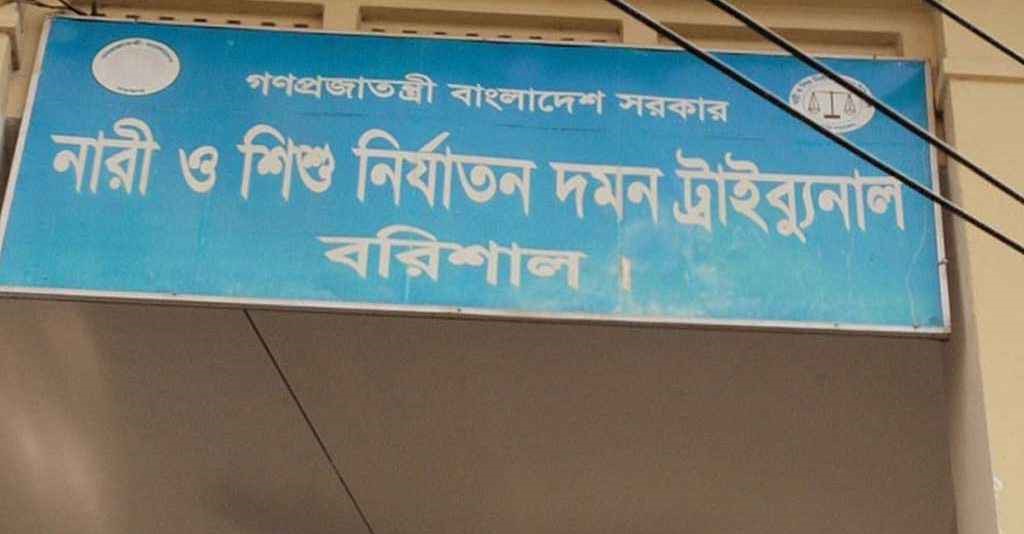 গণপ্রজাতন্ত্রী বাংলাদেশ সরকার
নারী ও শিশু নির্যাতন দমন ট্রাইব্যুনাল
বরিশাল ।